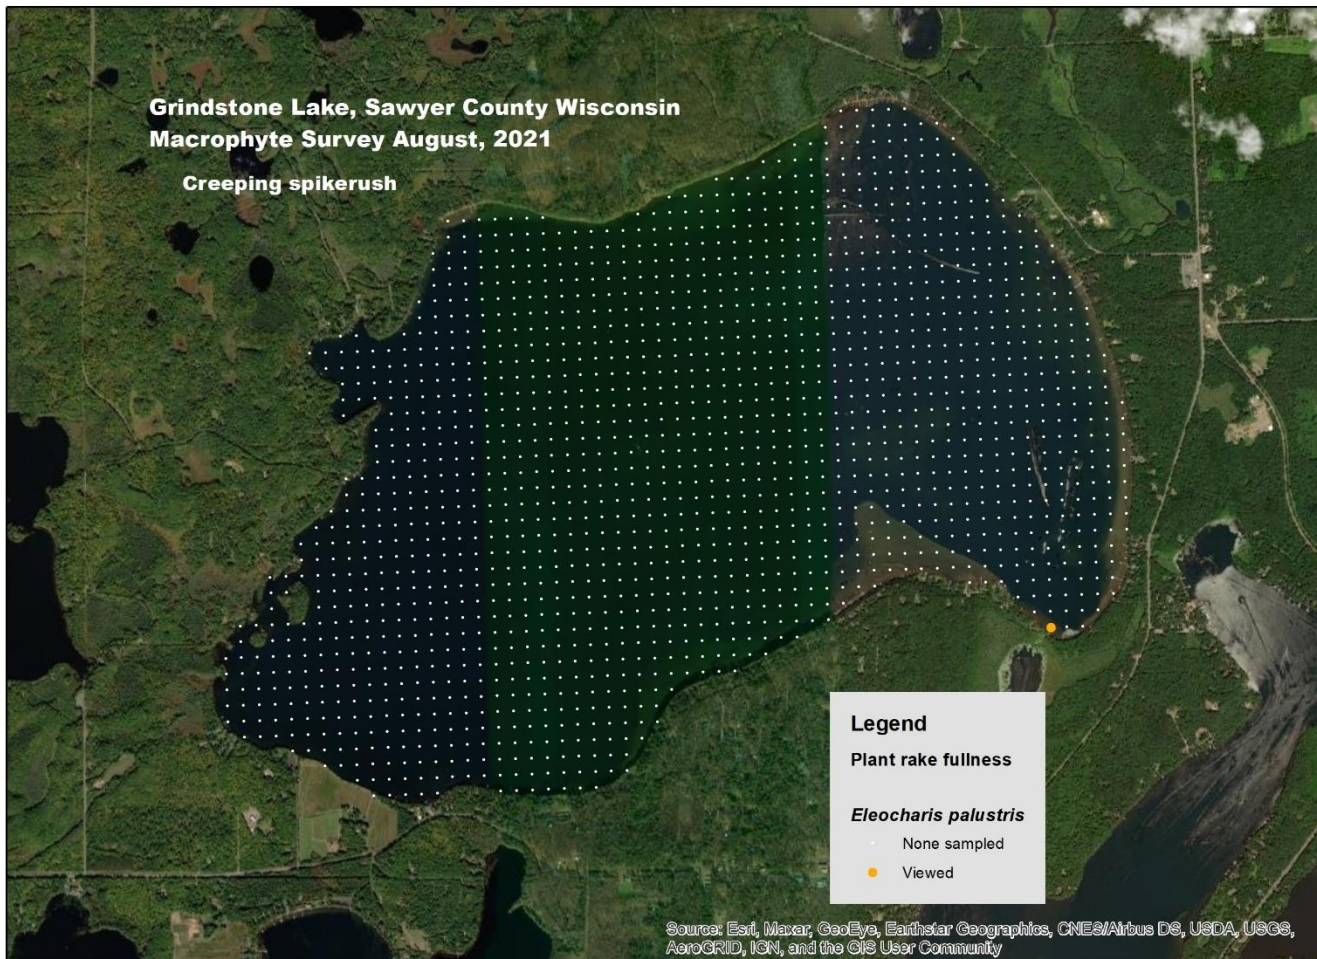 Grindstone Lake, Sawyer County Wisconsin
Macrophyte Survey August, 2021
Creeping spikerush
Legend
Plant rake fullness
Eleocharis palustris
None sampled
Viewed
Source: Esri, Maxar, GeoEye, Earthstar Geographics, CNES/Airbus DS, USDA, USGS,
AeroGRID, IGN, and the GIS User Community